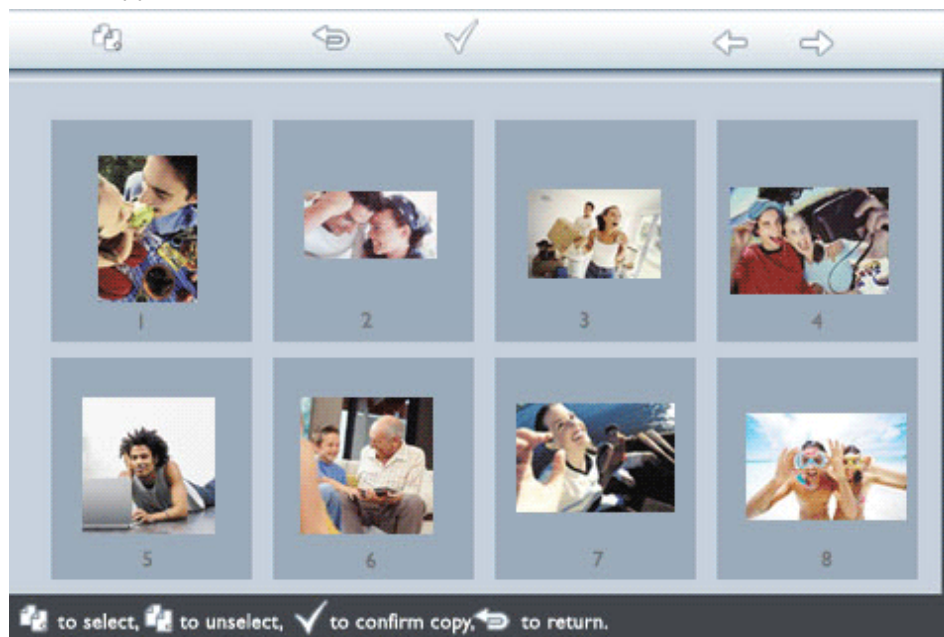 1 2 3 4
5 6 7 8
to select, to unselect, to confirm copy, to return.